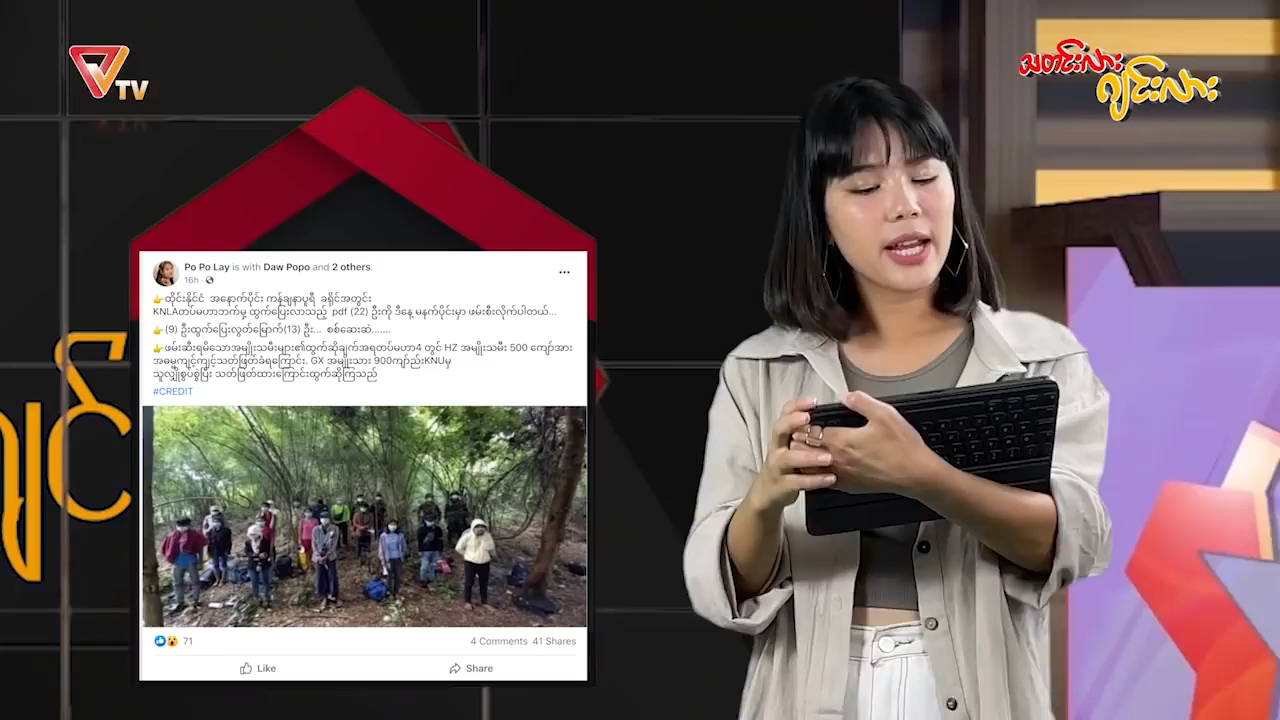 TV
သတင်းလား
ဂျင်းလား
Po Po Lay is with Daw Popo and 2 others.
16h
👉ထိုင်းနိုင်ငံ အနောက်ပိုင်း ကန်ချနာပူရီ ခရိုင်အတွင်း
KNLAတပ်မဟာဘက်မှ ထွက်ပြေးလာသည့် pdf (22) ဦးကို ဒီနေ့ မနက်ပိုင်းမှာ ဖမ်းစီးလိုက်ပါတယ်...
👉(9) ဦးထွက်ပြေးလွတ်မြောက်(13) ဦး... စစ်ဆေးဆဲ.......
👉ဖမ်းဆီးရမိသောအမျိုးသမီးများ၏ထွက်ဆိုချက်အရတပ်မဟာ4 တွင် HZ အမျိုးသမီး 500 ကျော်အား
အဓမ္မကျင့်ကျင့်သတ်ဖြတ်ခံရကြောင်း. GX အမျိုးသား 900ကျာ်ည်းKNUမှ
သူလျှိုစွပ်စွဲပြီး သတ်ဖြတ်ထားကြောင်းထွက်ဆိုကြသည်
#CREDIT
71
4 Comments 41 Shares
Like
Share
ဂျင်